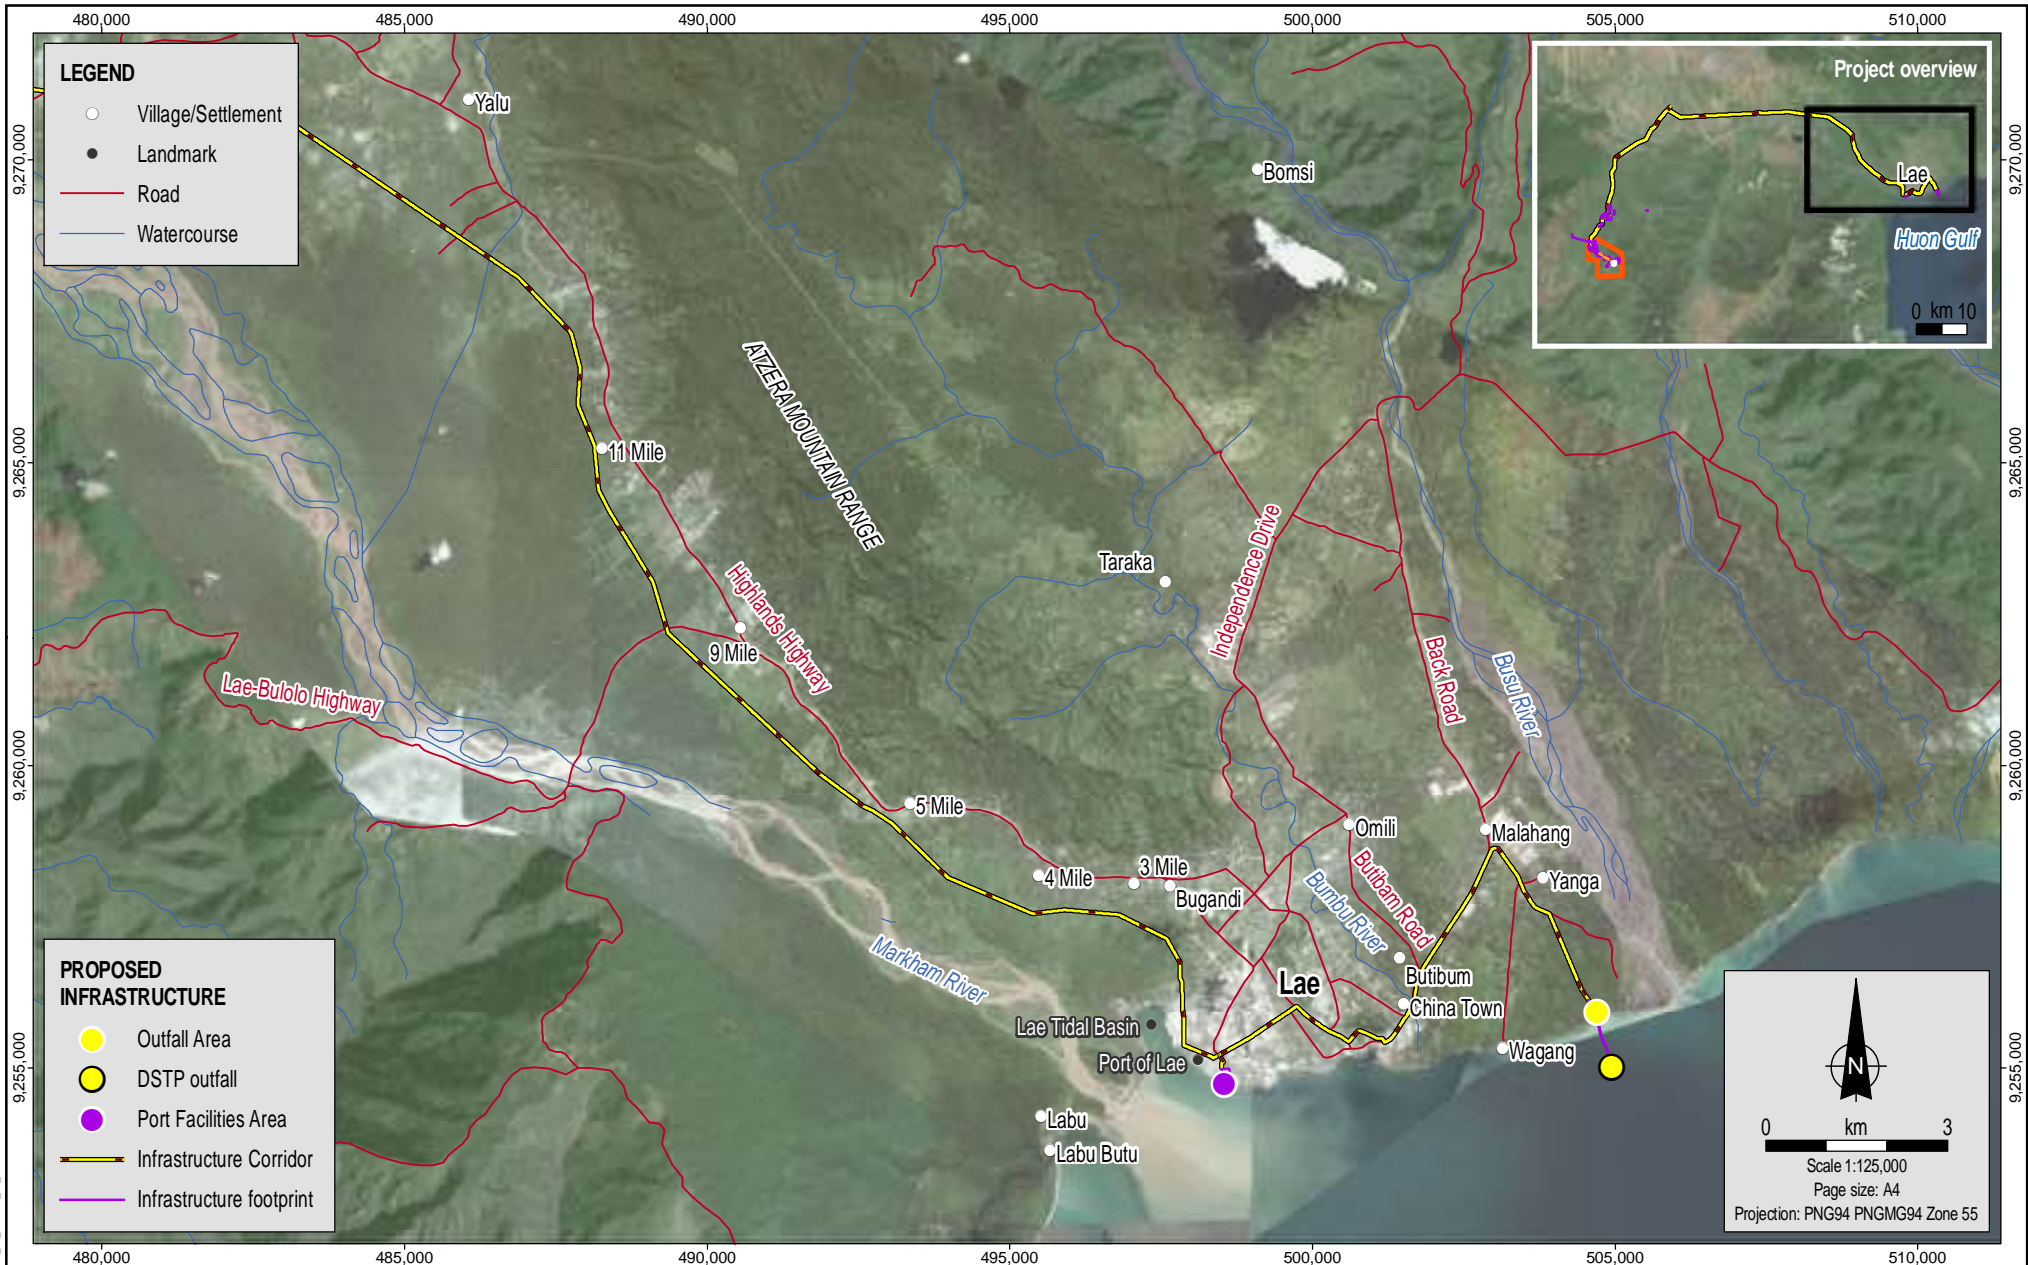 480,000
485,000
490,000
495,000
500,000
505,000
510,000
LEGEND
Village/Settlement
Landmark
Road
Watercourse
Project overview
Lae
Huon Gulf
0 km 10
9,270,000
9,270,000
Yalu
Bomsi
ATZERA MOUNTAIN RANGE
9,265,000
9,265,000
11 Mile
Highlands Highway
Taraka
Independence Drive
9 Mile
Back Road
Busu River
Lae-Bulolo Highway
9,260,000
9,260,000
5 Mile
Omili
Malahang
4 Mile
3 Mile
Bugandi
Yanga
Bumbu River
Butibam Road
Markham River
Butibum
Lae
China Town
Lae Tidal Basin
Port of Lae
Wagang
9,255,000
9,255,000
Labu
Labu Butu
PROPOSED
INFRASTRUCTURE
Outfall Area
DSTP outfall
Port Facilities Area
Infrastructure Corridor
Infrastructure footprint
N
0 km 3
Scale 1:125,000
Page size: A4
Projection: PNG94 PNGMG94 Zone 55
480,000
485,000
490,000
495,000
500,000
505,000
510,000